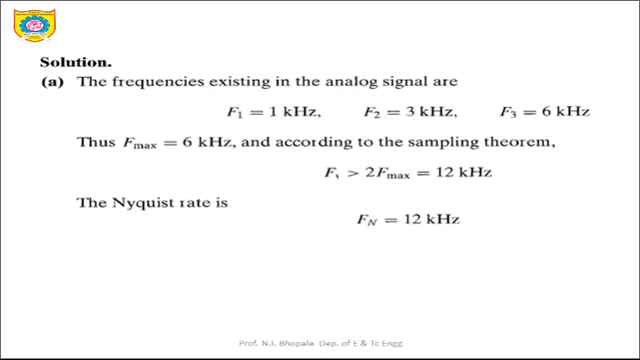 Solution.
(a) The frequencies existing in the analog signal are
F₁ = 1 kHz, F₂ = 3 kHz, F₃ = 6 kHz
Thus Fmax = 6 kHz, and according to the sampling theorem,
Fs > 2Fmax = 12 kHz
The Nyquist rate is
F_N = 12 kHz
Prof. N.I. Bhopale Dep. of E & Tc Engg